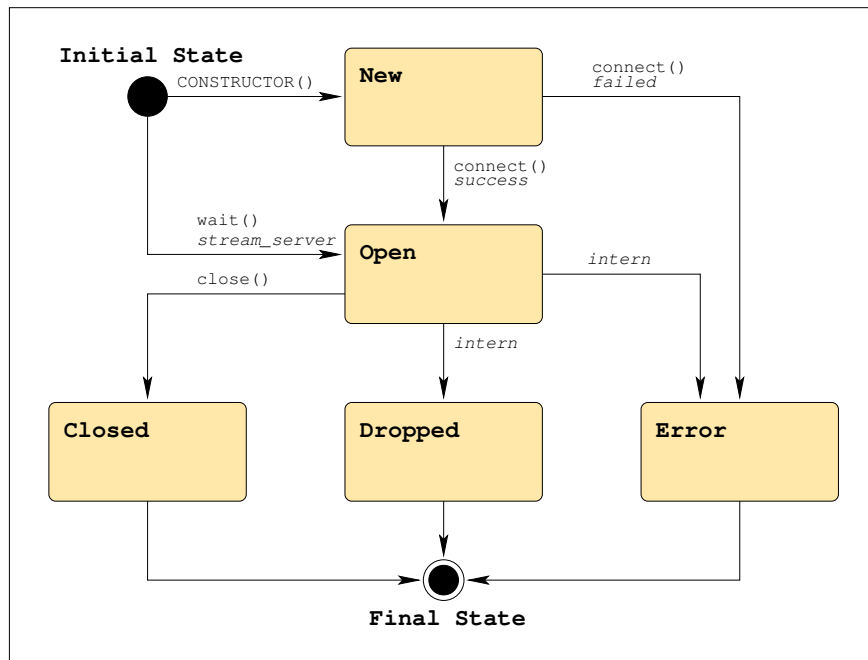 Initial State
CONSTRUCTOR()
New
connect()
failed
connect()
success
wait()
stream_server
Open
intern
close()
intern
Closed
Dropped
Error
Final State